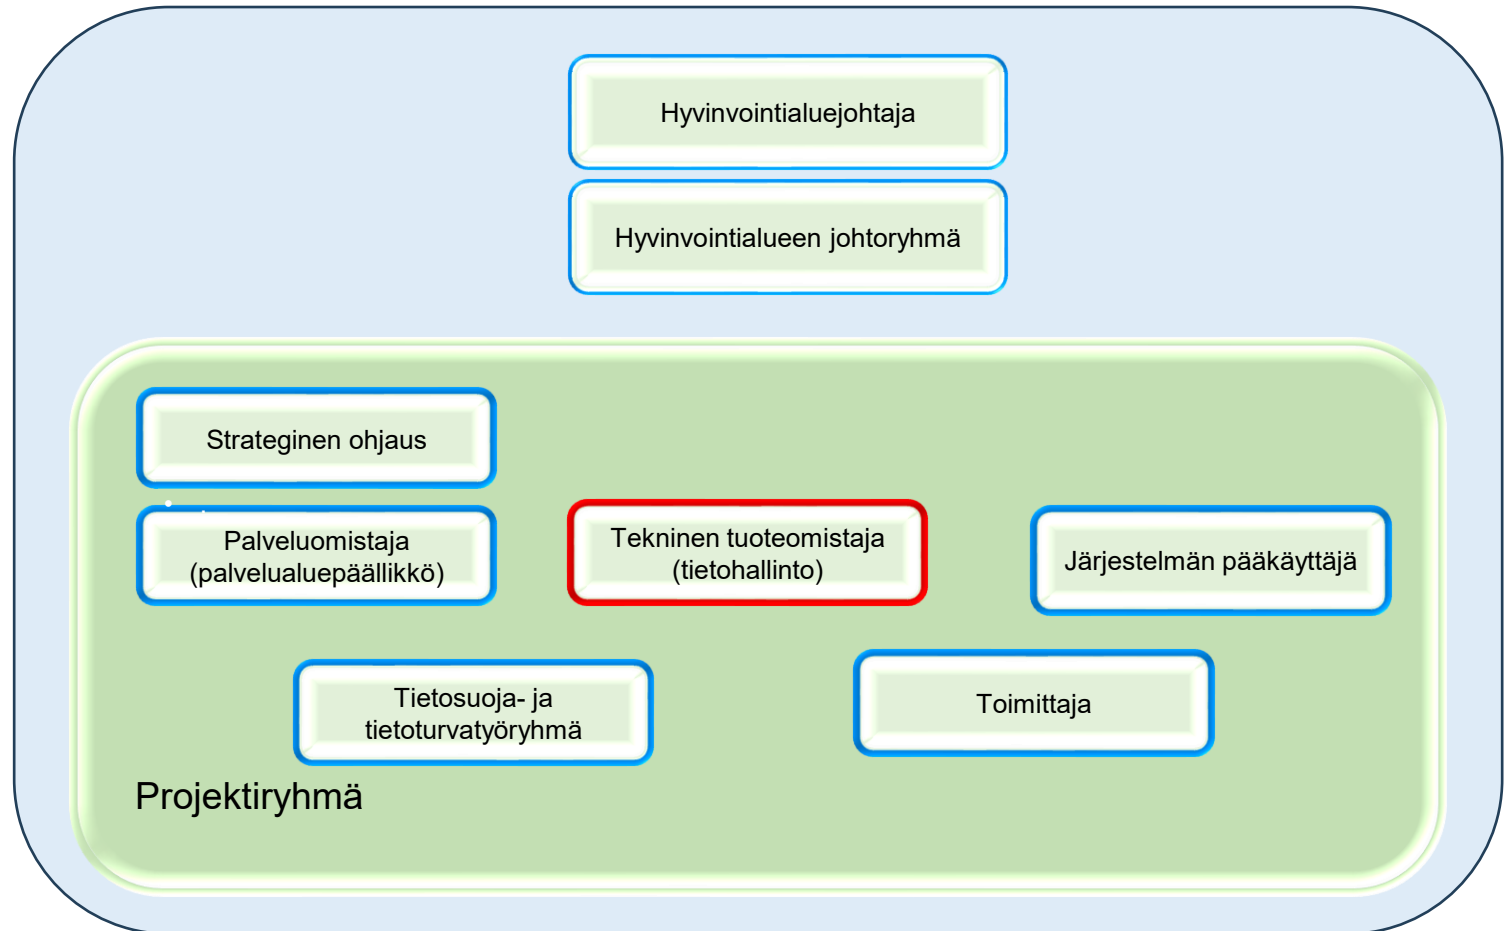 Hyvinvointialuejohtaja
Hyvinvointialueen johtoryhmä
Strateginen ohjaus
Palveluomistaja
(palvelualuepäällikkö)
Tekninen tuoteomistaja
(tietohallinto)
Järjestelmän pääkäyttäjä
Tietosuoja- ja
tietoturvatyöryhmä
Toimittaja
Projektiryhmä